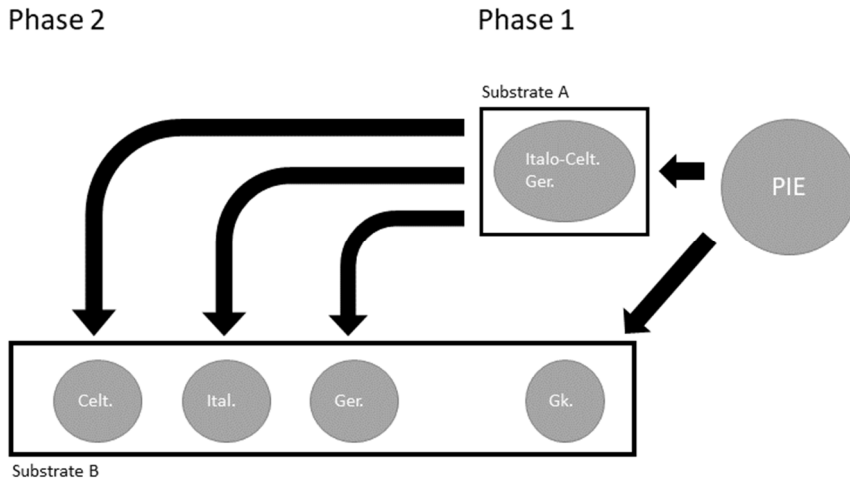 Phase 2
Phase 1
Substrate A
Italo-Celt.
Ger.
PIE
Celt.
Ital.
Ger.
Gk.
Substrate B